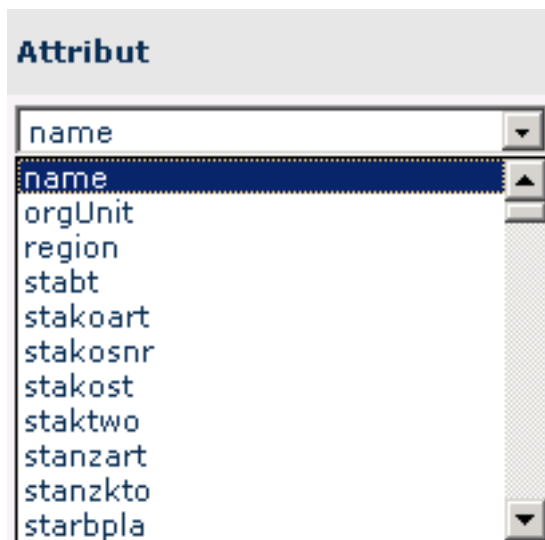 Attribut
name
name
orgUnit
region
stabt
stakoart
stakosnr
stakost
staktwo
stanzart
stanzkto
starbpla